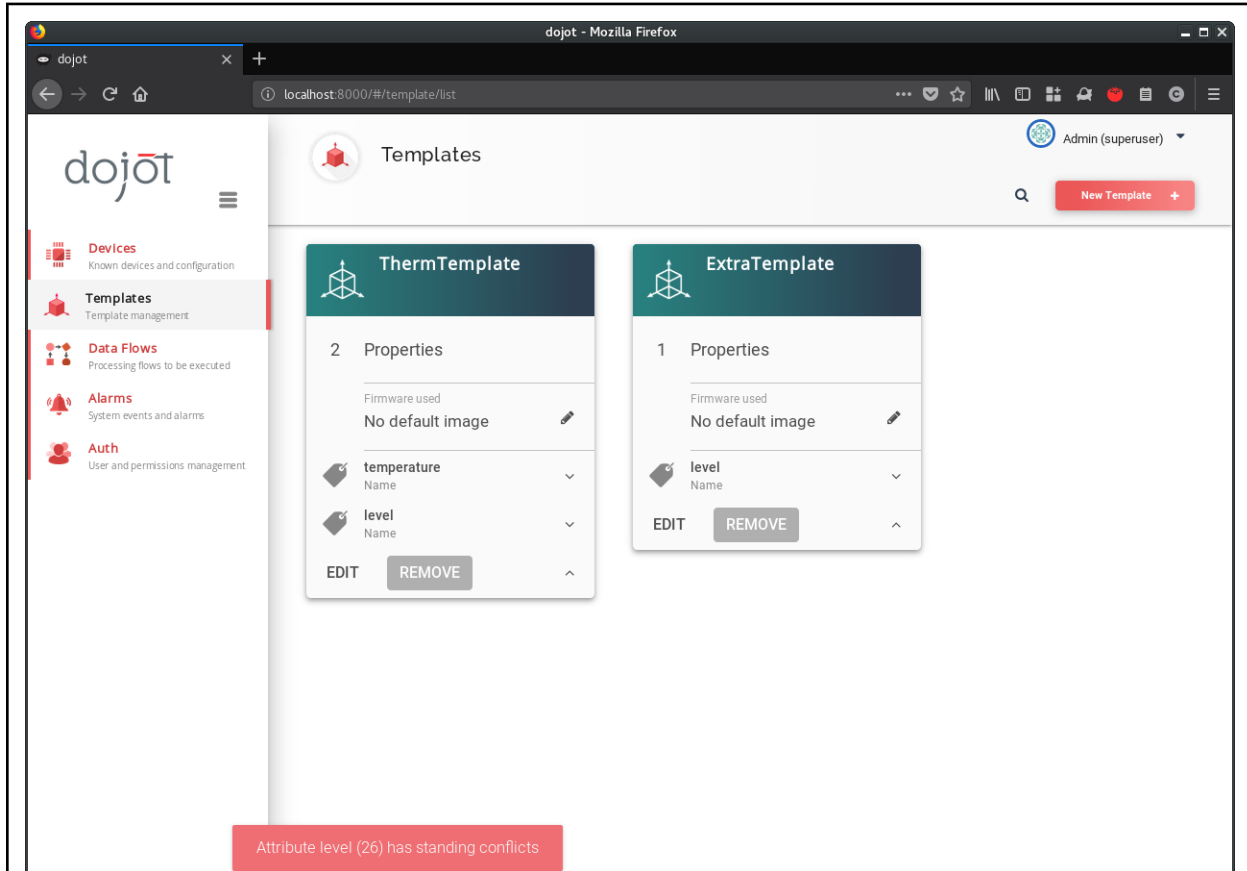 dojot - Mozilla Firefox
dojot
localhost:8000/#/template/list
dojōt
Templates
Admin (superuser)
New Template +
Devices
Known devices and configuration
Templates
Template management
Data Flows
Processing flows to be executed
Alarms
System events and alarms
Auth
User and permissions management
ThermTemplate
2 Properties
Firmware used
No default image
temperature
Name
level
Name
EDIT REMOVE
ExtraTemplate
1 Properties
Firmware used
No default image
level
Name
EDIT REMOVE
Attribute level (26) has standing conflicts